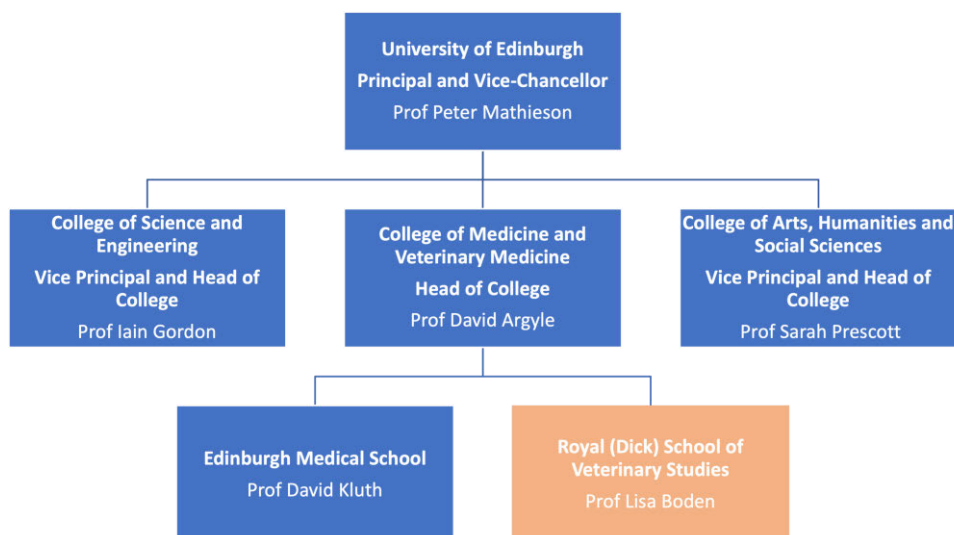 University of Edinburgh
Principal and Vice-Chancellor
Prof Peter Mathieson
College of Science and
Engineering
Vice Principal and Head of
College
Prof Iain Gordon
College of Medicine and
Veterinary Medicine
Head of College
Prof David Argyle
College of Arts, Humanities and
Social Sciences
Vice Principal and Head of
College
Prof Sarah Prescott
Edinburgh Medical School
Prof David Kluth
Royal (Dick) School of
Veterinary Studies
Prof Lisa Boden